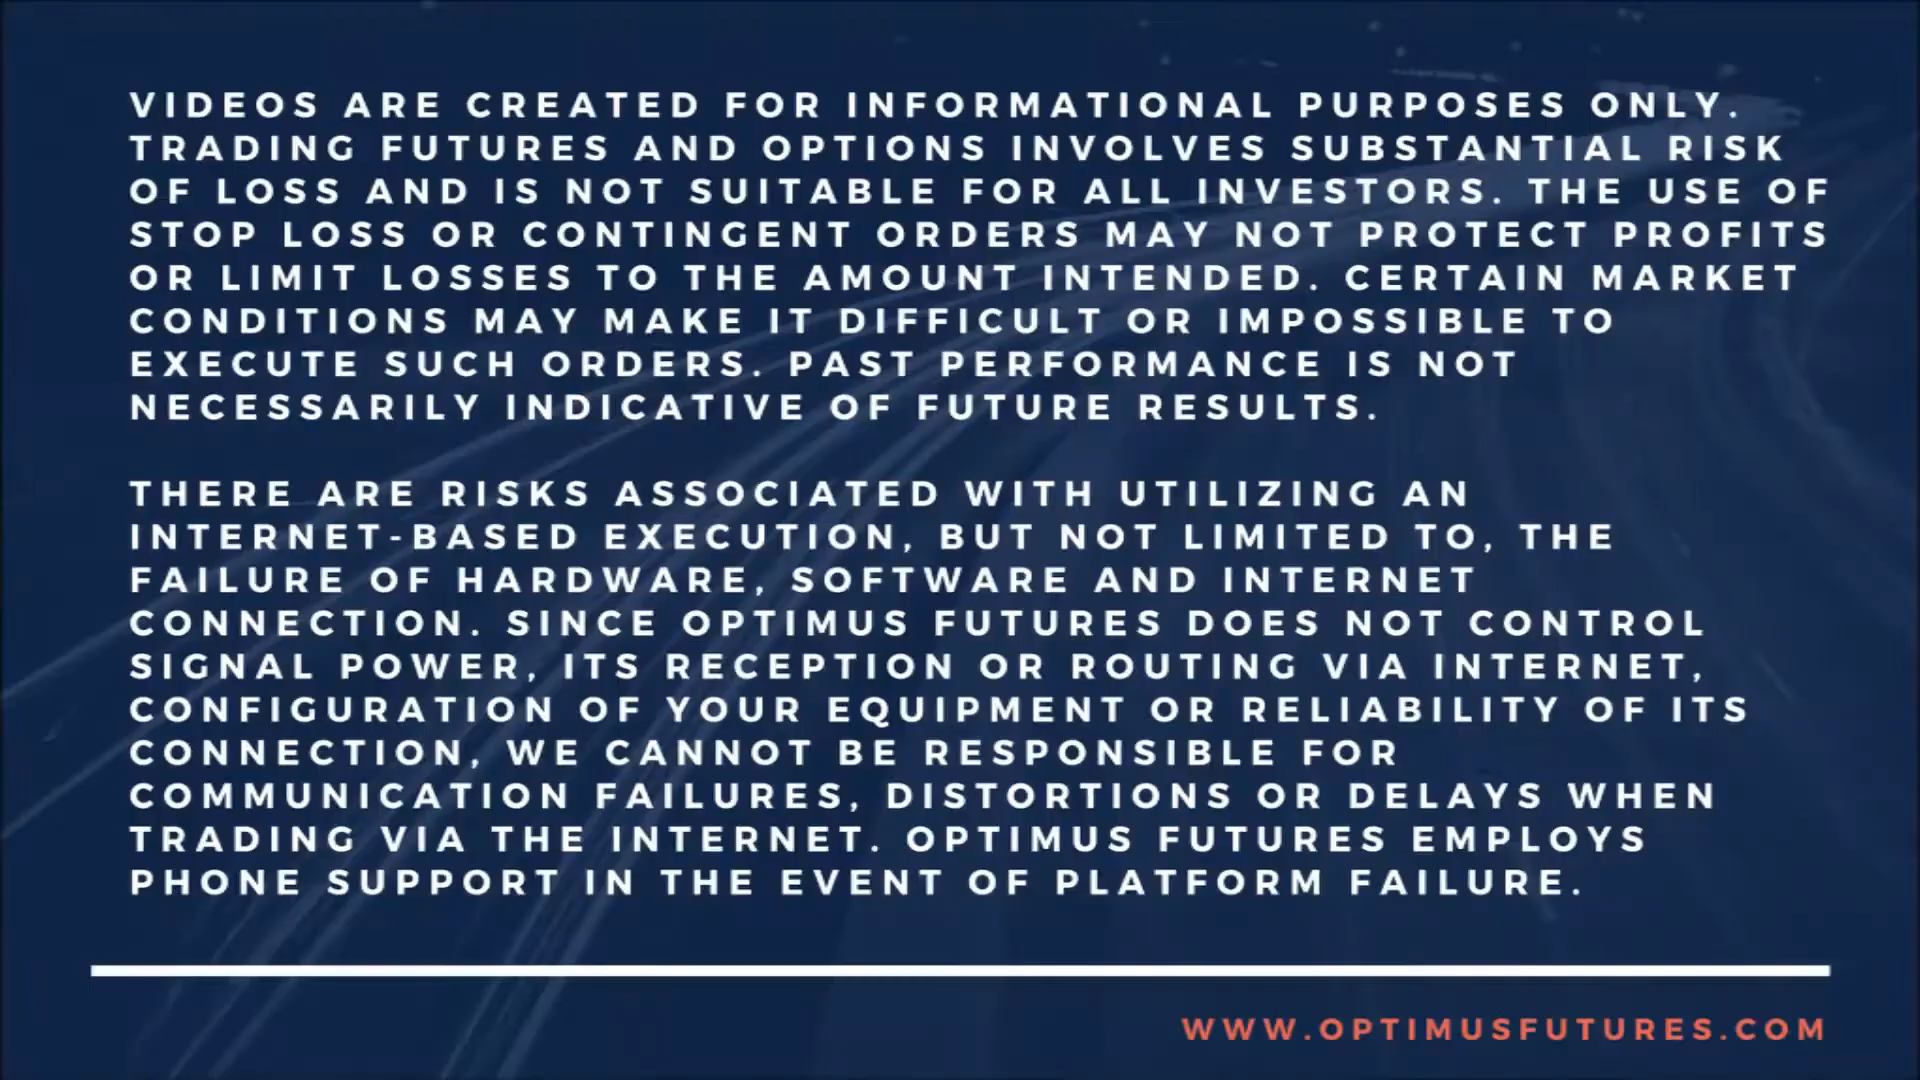 VIDEOS ARE CREATED FOR INFORMATIONAL PURPOSES ONLY.
TRADING FUTURES AND OPTIONS INVOLVES SUBSTANTIAL RISK
OF LOSS AND IS NOT SUITABLE FOR ALL INVESTORS. THE USE OF
STOP LOSS OR CONTINGENT ORDERS MAY NOT PROTECT PROFITS
OR LIMIT LOSSES TO THE AMOUNT INTENDED. CERTAIN MARKET
CONDITIONS MAY MAKE IT DIFFICULT OR IMPOSSIBLE TO
EXECUTE SUCH ORDERS. PAST PERFORMANCE IS NOT
NECESSARILY INDICATIVE OF FUTURE RESULTS.
THERE ARE RISKS ASSOCIATED WITH UTILIZING AN
INTERNET-BASED EXECUTION, BUT NOT LIMITED TO, THE
FAILURE OF HARDWARE, SOFTWARE AND INTERNET
CONNECTION. SINCE OPTIMUS FUTURES DOES NOT CONTROL
SIGNAL POWER, ITS RECEPTION OR ROUTING VIA INTERNET,
CONFIGURATION OF YOUR EQUIPMENT OR RELIABILITY OF ITS
CONNECTION, WE CANNOT BE RESPONSIBLE FOR
COMMUNICATION FAILURES, DISTORTIONS OR DELAYS WHEN
TRADING VIA THE INTERNET. OPTIMUS FUTURES EMPLOYS
PHONE SUPPORT IN THE EVENT OF PLATFORM FAILURE.
WWW.OPTIMUSFUTURES.COM